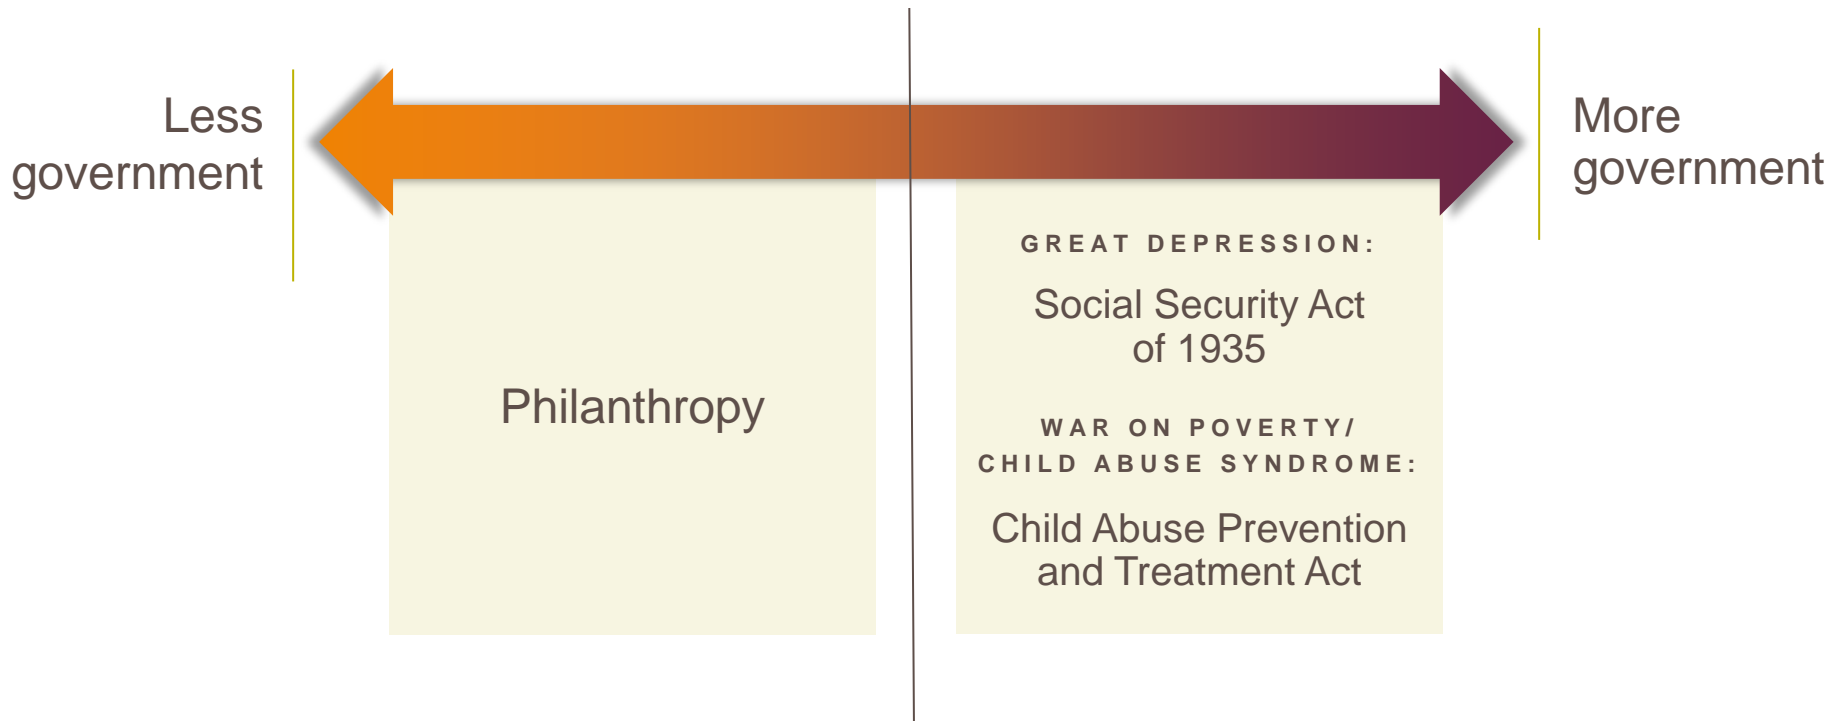 Less
government
More
government
Philanthropy
GREAT DEPRESSION:
Social Security Act
of 1935
WAR ON POVERTY/
CHILD ABUSE SYNDROME:
Child Abuse Prevention
and Treatment Act